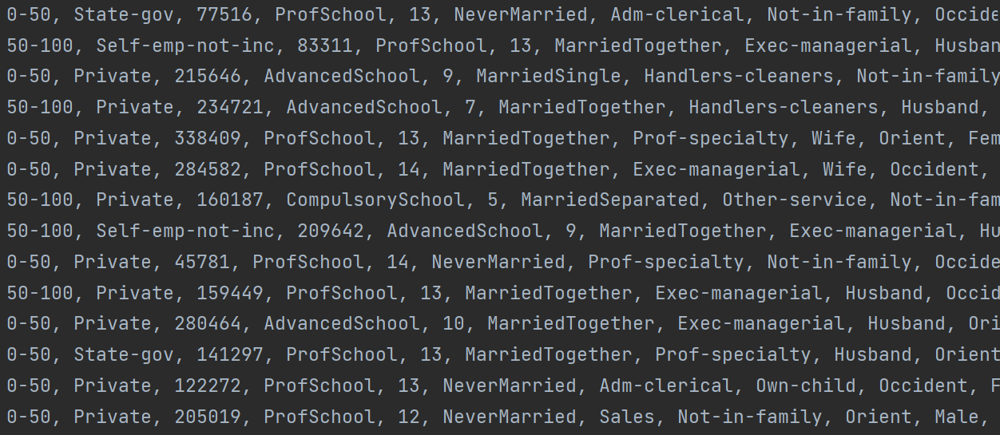 0-50, State-gov, 77516, ProfSchool, 13, NeverMarried, Adm-clerical, Not-in-family, Occide
50-100, Self-emp-not-inc, 83311, ProfSchool, 13, MarriedTogether, Exec-managerial, Husban
0-50, Private, 215646, AdvancedSchool, 9, MarriedSingle, Handlers-cleaners, Not-in-family
50-100, Private, 234721, AdvancedSchool, 7, MarriedTogether, Handlers-cleaners, Husband,
0-50, Private, 338409, ProfSchool, 13, MarriedTogether, Prof-specialty, Wife, Orient, Fem
0-50, Private, 284582, ProfSchool, 14, MarriedTogether, Exec-managerial, Wife, Occident,
50-100, Private, 160187, CompulsorySchool, 5, MarriedSeparated, Other-service, Not-in-fam
50-100, Self-emp-not-inc, 209642, AdvancedSchool, 9, MarriedTogether, Exec-managerial, Hu
0-50, Private, 45781, ProfSchool, 14, NeverMarried, Prof-specialty, Not-in-family, Occide
50-100, Private, 159449, ProfSchool, 13, MarriedTogether, Exec-managerial, Husband, Occid
0-50, Private, 280464, AdvancedSchool, 10, MarriedTogether, Exec-managerial, Husband, Ori
0-50, State-gov, 141297, ProfSchool, 13, MarriedTogether, Prof-specialty, Husband, Orient
0-50, Private, 122272, ProfSchool, 13, NeverMarried, Adm-clerical, Own-child, Occident, F
0-50, Private, 205019, ProfSchool, 12, NeverMarried, Sales, Not-in-family, Orient, Male,